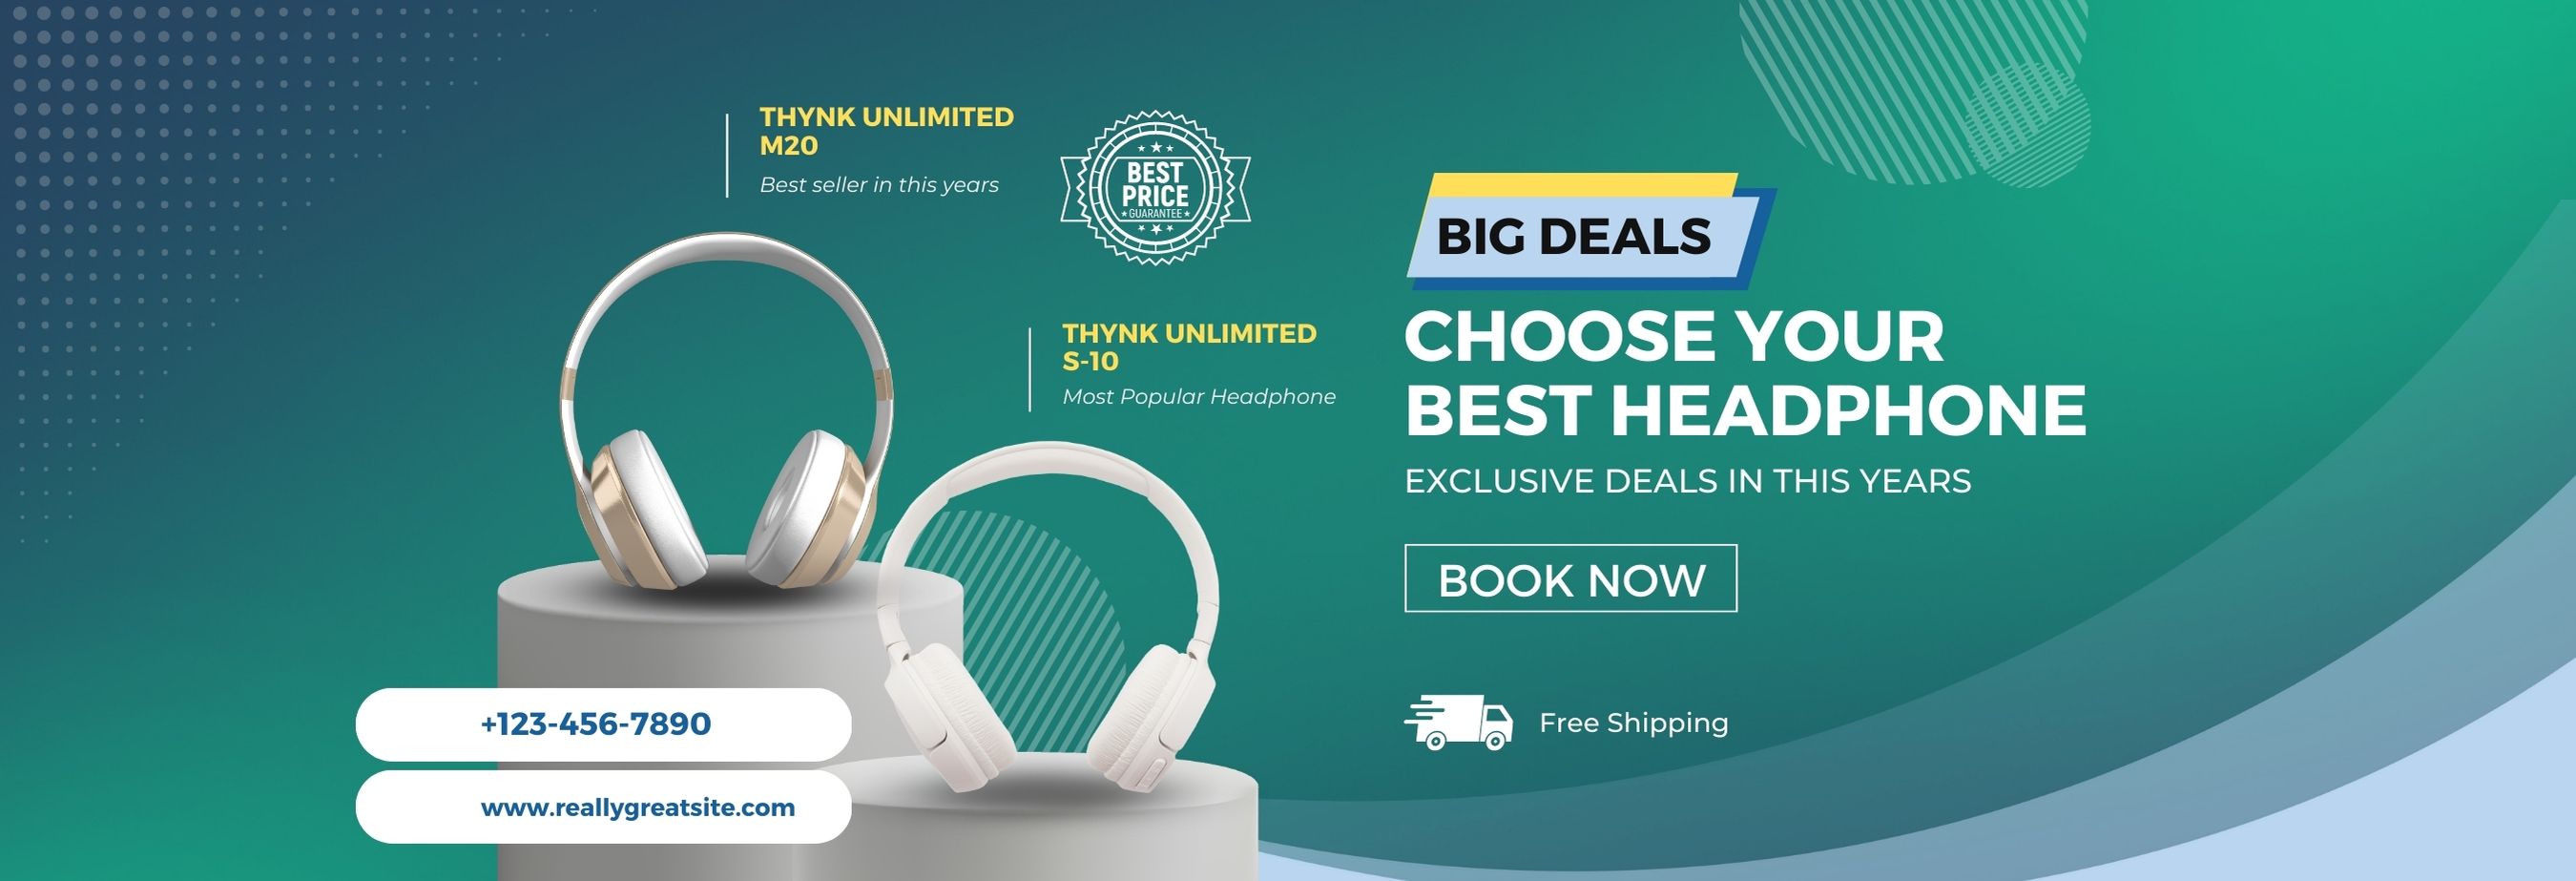 THYNK UNLIMITED
M20
Best seller in this years
BEST
PRICE
GUARANTEE
THYNK UNLIMITED
S-10
Most Popular Headphone
+123-456-7890
www.reallygreatsite.com
BIG DEALS
CHOOSE YOUR
BEST HEADPHONE
EXCLUSIVE DEALS IN THIS YEARS
BOOK NOW
Free Shipping